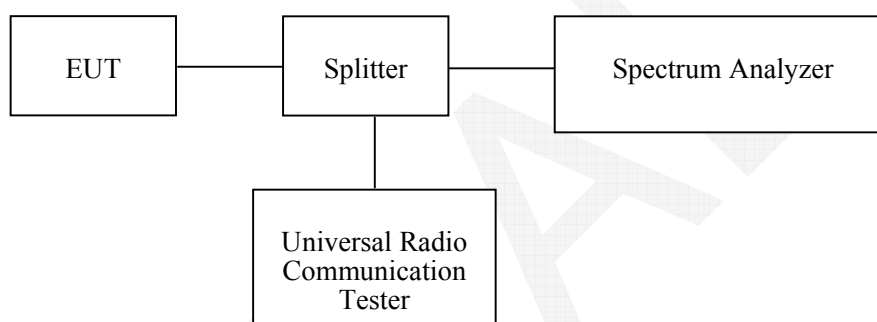 EUT
Splitter
Spectrum Analyzer
Universal Radio
Communication
Tester